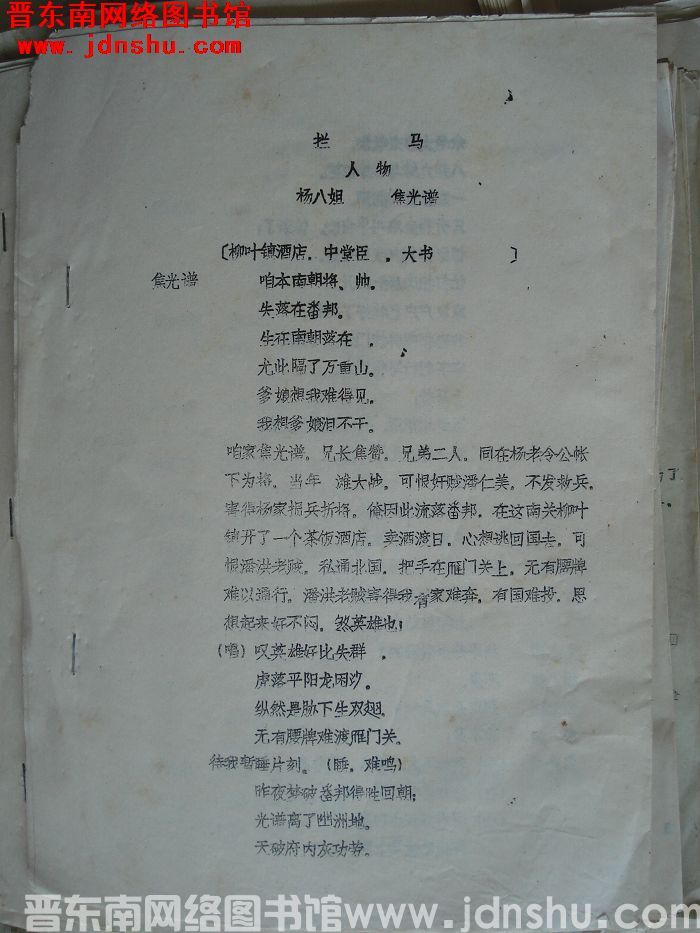 晋东南网络图书馆
www.jdnshu.com
拦 马
人 物
杨八姐 焦光谱
〔柳叶镇酒店.中堂臣 .大书 〕
焦光谱 咱本南朝将.帅.
失落在番邦.
生在南朝落在 .
尤此隔了万重山.
爹娘想我难得见.
我想爹娘泪不干.
咱家焦光谱.兄长焦赞.兄弟二人.同在杨老令公帐
下为将.当年 滩大战.可恨奸贼潘仁美.不发救兵.
害得杨家损兵折将.俺因此流落番邦.在这南关柳叶
镇开了一个茶饭酒店.卖酒渡日.心想逃回国去.可
恨潘洪老贼.私通北国.把手在雁门关上.无有腰牌
难以通行.潘洪老贼害得我有家难奔.有国难投.思
想起来好不闷.煞英雄也;
(唱)叹英雄好比失群 .
虎落平阳龙困沙.
纵然是胁下生双翅.
无有腰牌难渡雁门关.
待我暂睡片刻.(睡.难鸣)
昨夜梦破番邦得胜回朝;
光谱离了幽洲地.
天破府内灰功劳.
晋东南网络图书馆www.jdnshu.com